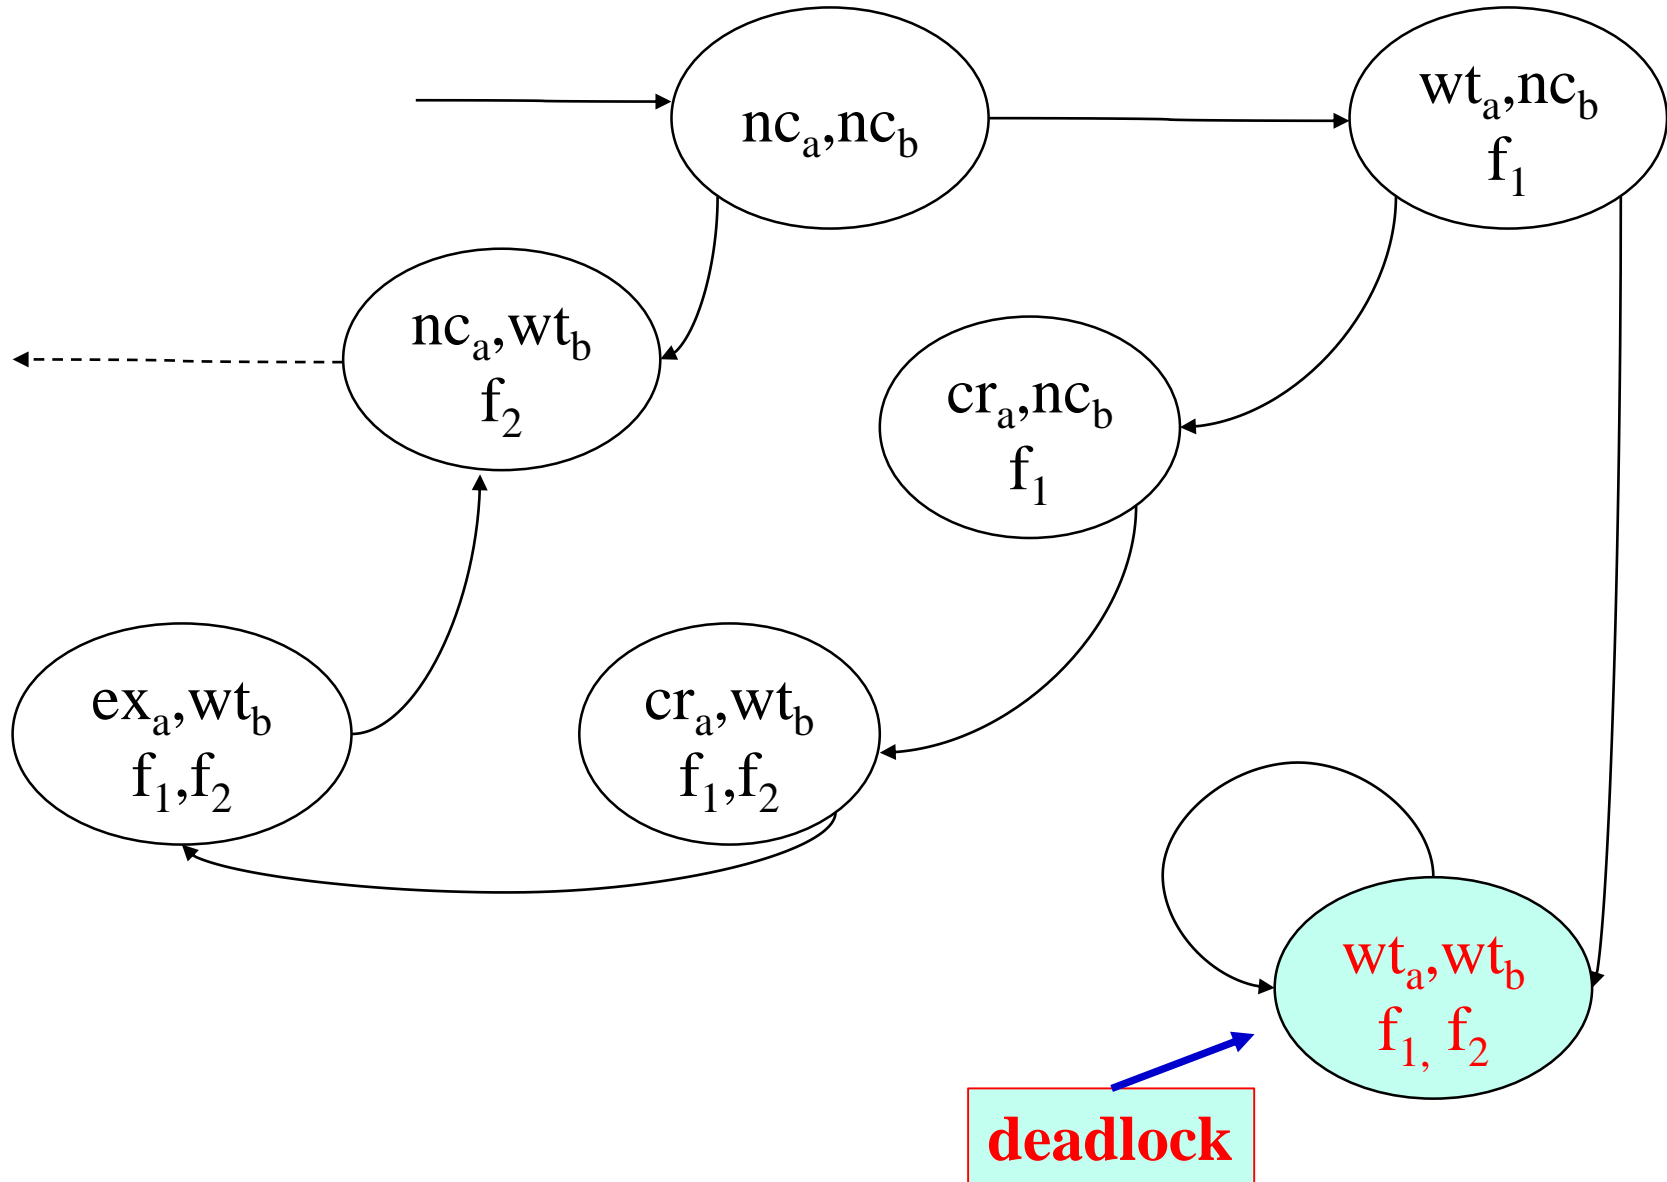 nc_a,nc_b
wt_a,nc_b
f_1
nc_a,wt_b
f_2
cr_a,nc_b
f_1
ex_a,wt_b
f_1,f_2
cr_a,wt_b
f_1,f_2
wt_a,wt_b
f_1, f_2
deadlock